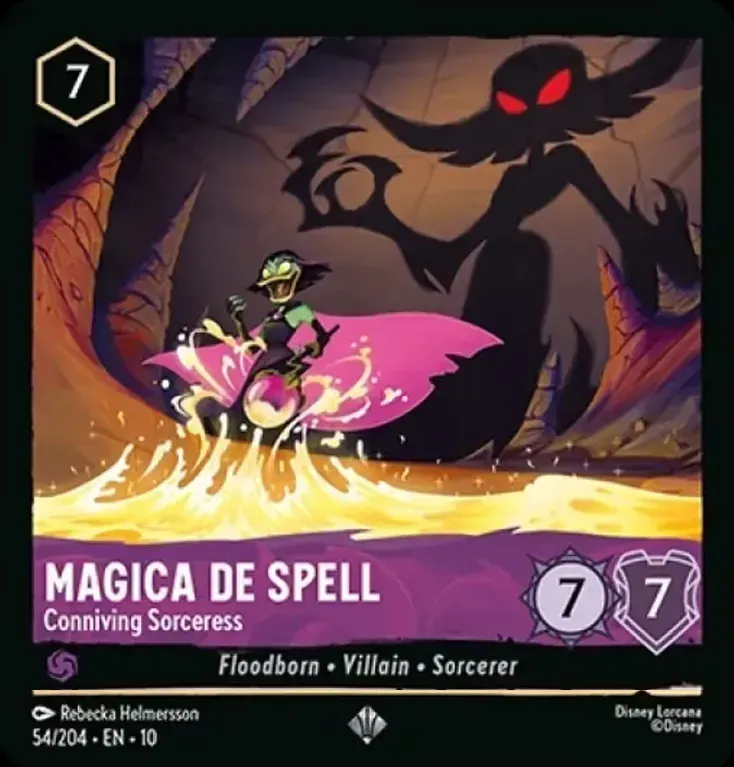 7
MAGICA DE SPELL
Conniving Sorceress
7 7
Floodborn • Villain • Sorcerer
Rebecka Helmersson
54/204 • EN • 10
Disney Lorcana
©Disney